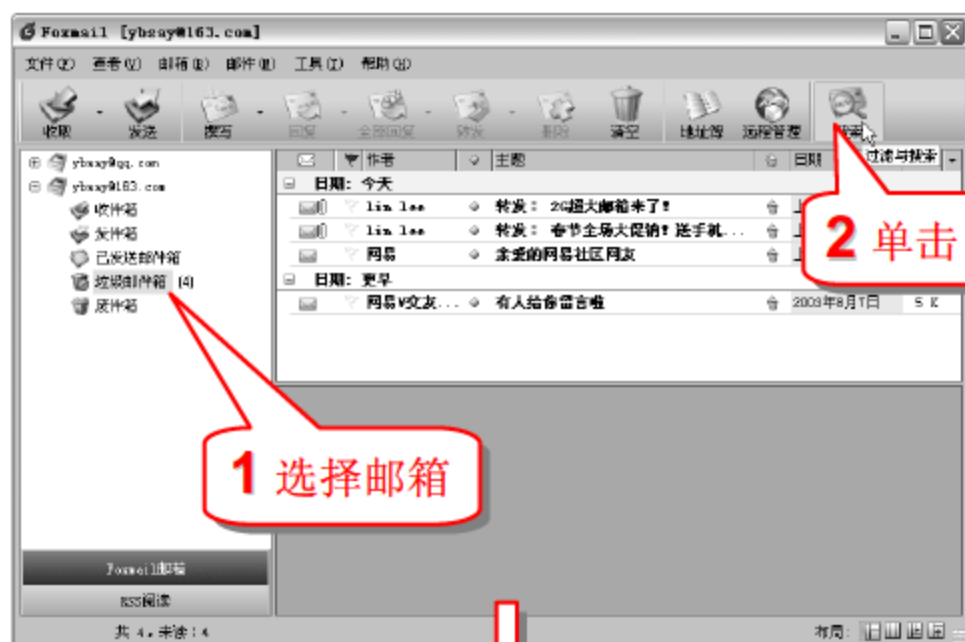 Foxmail [ybsay@163.com]
文件(F) 查看(V) 邮箱(B) 邮件(M) 工具(T) 帮助(H)
收取 发送 撰写 回复 全部回复 转发 删除 清空 地址簿 远程管理 搜索
过滤与搜索
作者 主题 日期
ybsay@qq.com
ybsay@163.com
收件箱
发件箱
已发送邮件箱
垃圾邮件箱 (4)
废件箱
日期: 今天
lin lee 转发: 2G超大邮箱来了!
lin lee 转发: 春节全场大促销! 送手机...
网易 亲爱的网易社区网友
日期: 更早
网易V交友... 有人给你留言啦 2003年8月7日 5 K
2 单击
1 选择邮箱
Foxmail邮箱
RSS阅读
共 4, 未读:4
布局: